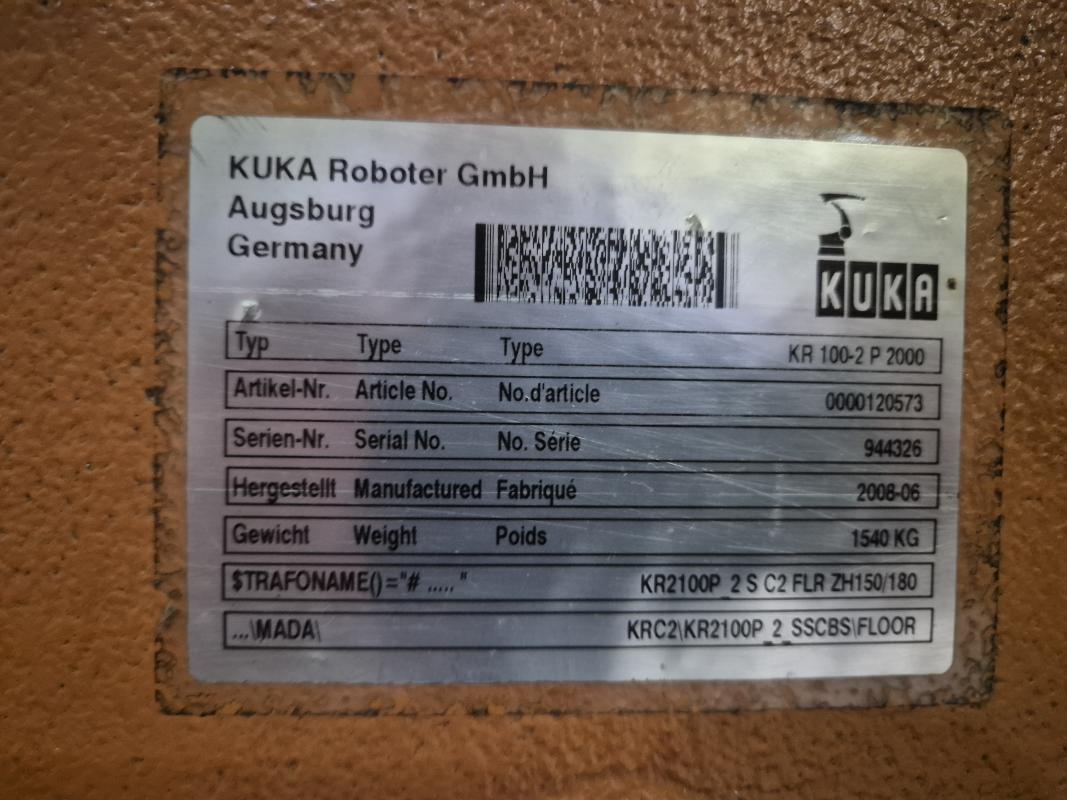 KUKA Roboter GmbH
Augsburg
Germany
KUKA
Typ Type Type KR 100-2 P 2000
Artikel-Nr. Article No. No.d'article 0000120573
Serien-Nr. Serial No. No. Série 944326
Hergestellt Manufactured Fabriqué 2008-06
Gewicht Weight Poids 1540 KG
$TRAFONAME()="# ....." KR2100P_2 S C2 FLR ZH150/180
...\MADA\ KRC2\KR2100P_2_SSCBS\FLOOR